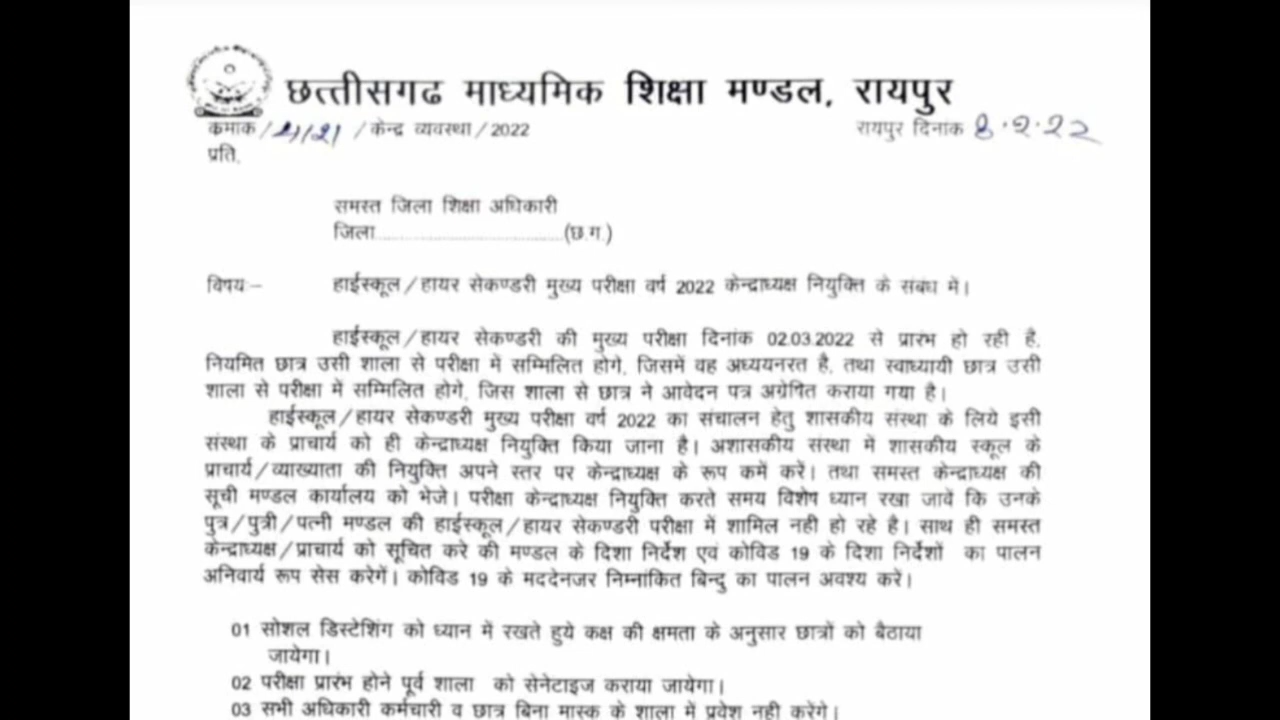 छत्तीसगढ माध्यमिक शिक्षा मण्डल, रायपुर
कमांक / /केन्द्र व्यवस्था/2022 रायपुर दिनांक 8.2.22
प्रति,
समस्त जिला शिक्षा अधिकारी
जिला..............................(छ.ग.)
विषयः– हाईस्कूल/हायर सेकण्डरी मुख्य परीक्षा वर्ष 2022 केन्द्राध्यक्ष नियुक्ति के संबंध में।
हाईस्कूल/हायर सेकण्डरी की मुख्य परीक्षा दिनांक 02.03.2022 से प्रारंभ हो रही है,
नियमित छात्र उसी शाला से परीक्षा में सम्मिलित होगे, जिसमें वह अध्ययनरत है, तथा स्वाध्यायी छात्र उसी
शाला से परीक्षा में सम्मिलित होगे, जिस शाला से छात्र ने आवेदन पत्र अग्रेषित कराया गया है।
हाईस्कूल/हायर सेकण्डरी मुख्य परीक्षा वर्ष 2022 का संचालन हेतु शासकीय संस्था के लिये इसी
संस्था के प्राचार्य को ही केन्द्राध्यक्ष नियुक्ति किया जाना है। अशासकीय संस्था में शासकीय स्कूल के
प्राचार्य/व्याख्याता की नियुक्ति अपने स्तर पर केन्द्राध्यक्ष के रूप कमें करें। तथा समस्त केन्द्राध्यक्ष की
सूची मण्डल कार्यालय को भेजे। परीक्षा केन्द्राध्यक्ष नियुक्ति करते समय विशेष ध्यान रखा जावें कि उनके
पुत्र/पुत्री/पत्नी मण्डल की हाईस्कूल/हायर सेकण्डरी परीक्षा में शामिल नही हो रहे है। साथ ही समस्त
केन्द्राध्यक्ष/प्राचार्य को सूचित करे की मण्डल के दिशा निर्देश एवं कोविड 19 के दिशा निर्देशों का पालन
अनिवार्य रूप सेस करेगें। कोविड 19 के मददेनजर निम्नांकित बिन्दु का पालन अवश्य करें।
01 सोशल डिस्टेशिंग को ध्यान में रखते हुये कक्ष की क्षमता के अनुसार छात्रों को बैठाया
जायेगा।
02 परीक्षा प्रारंभ होने पूर्व शाला को सेनेटाइज कराया जायेगा।
03 सभी अधिकारी कर्मचारी व छात्र बिना मास्क के शाला में प्रवेश नही करेंगे।